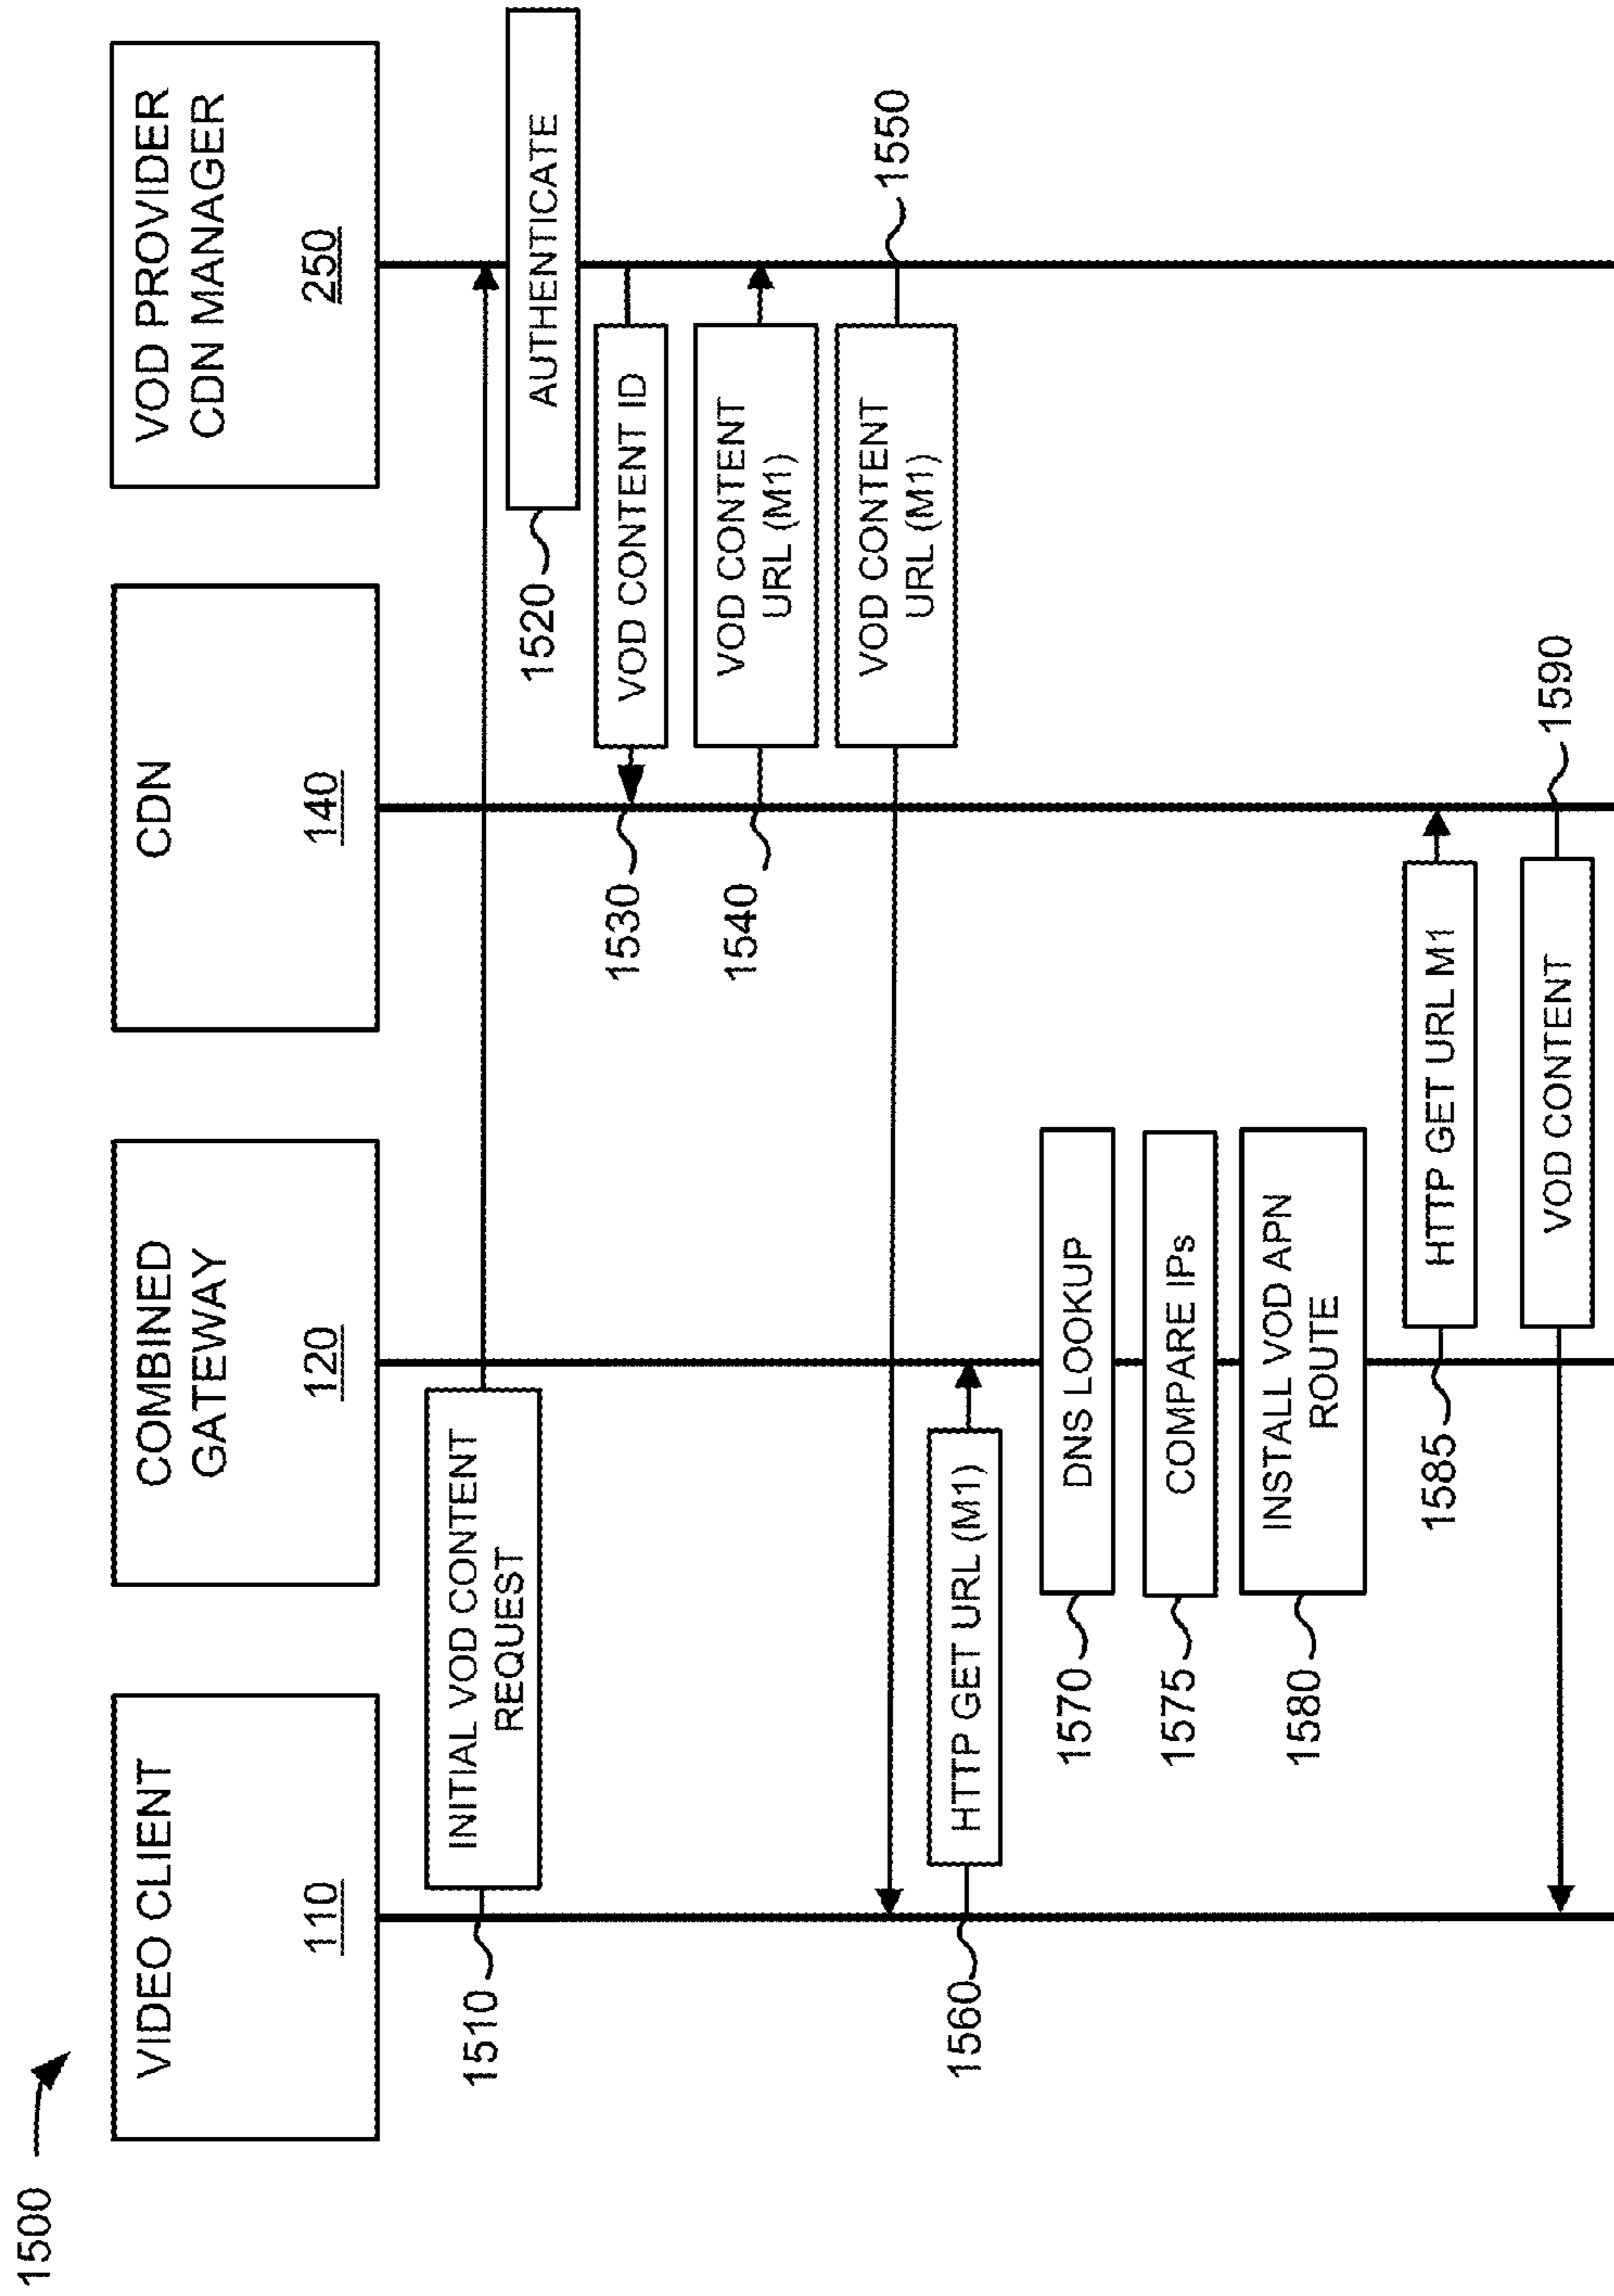 1500
VIDEO CLIENT
110
COMBINED
GATEWAY
120
CDN
140
VOD PROVIDER
CDN MANAGER
250
1510
INITIAL VOD CONTENT
REQUEST
1520
AUTHENTICATE
1530
VOD CONTENT ID
1540
VOD CONTENT
URL (M1)
VOD CONTENT
URL (M1)
1550
1560
HTTP GET URL (M1)
1570
DNS LOOKUP
1575
COMPARE IPs
1580
INSTALL VOD APN
ROUTE
1585
HTTP GET URL M1
VOD CONTENT
1590